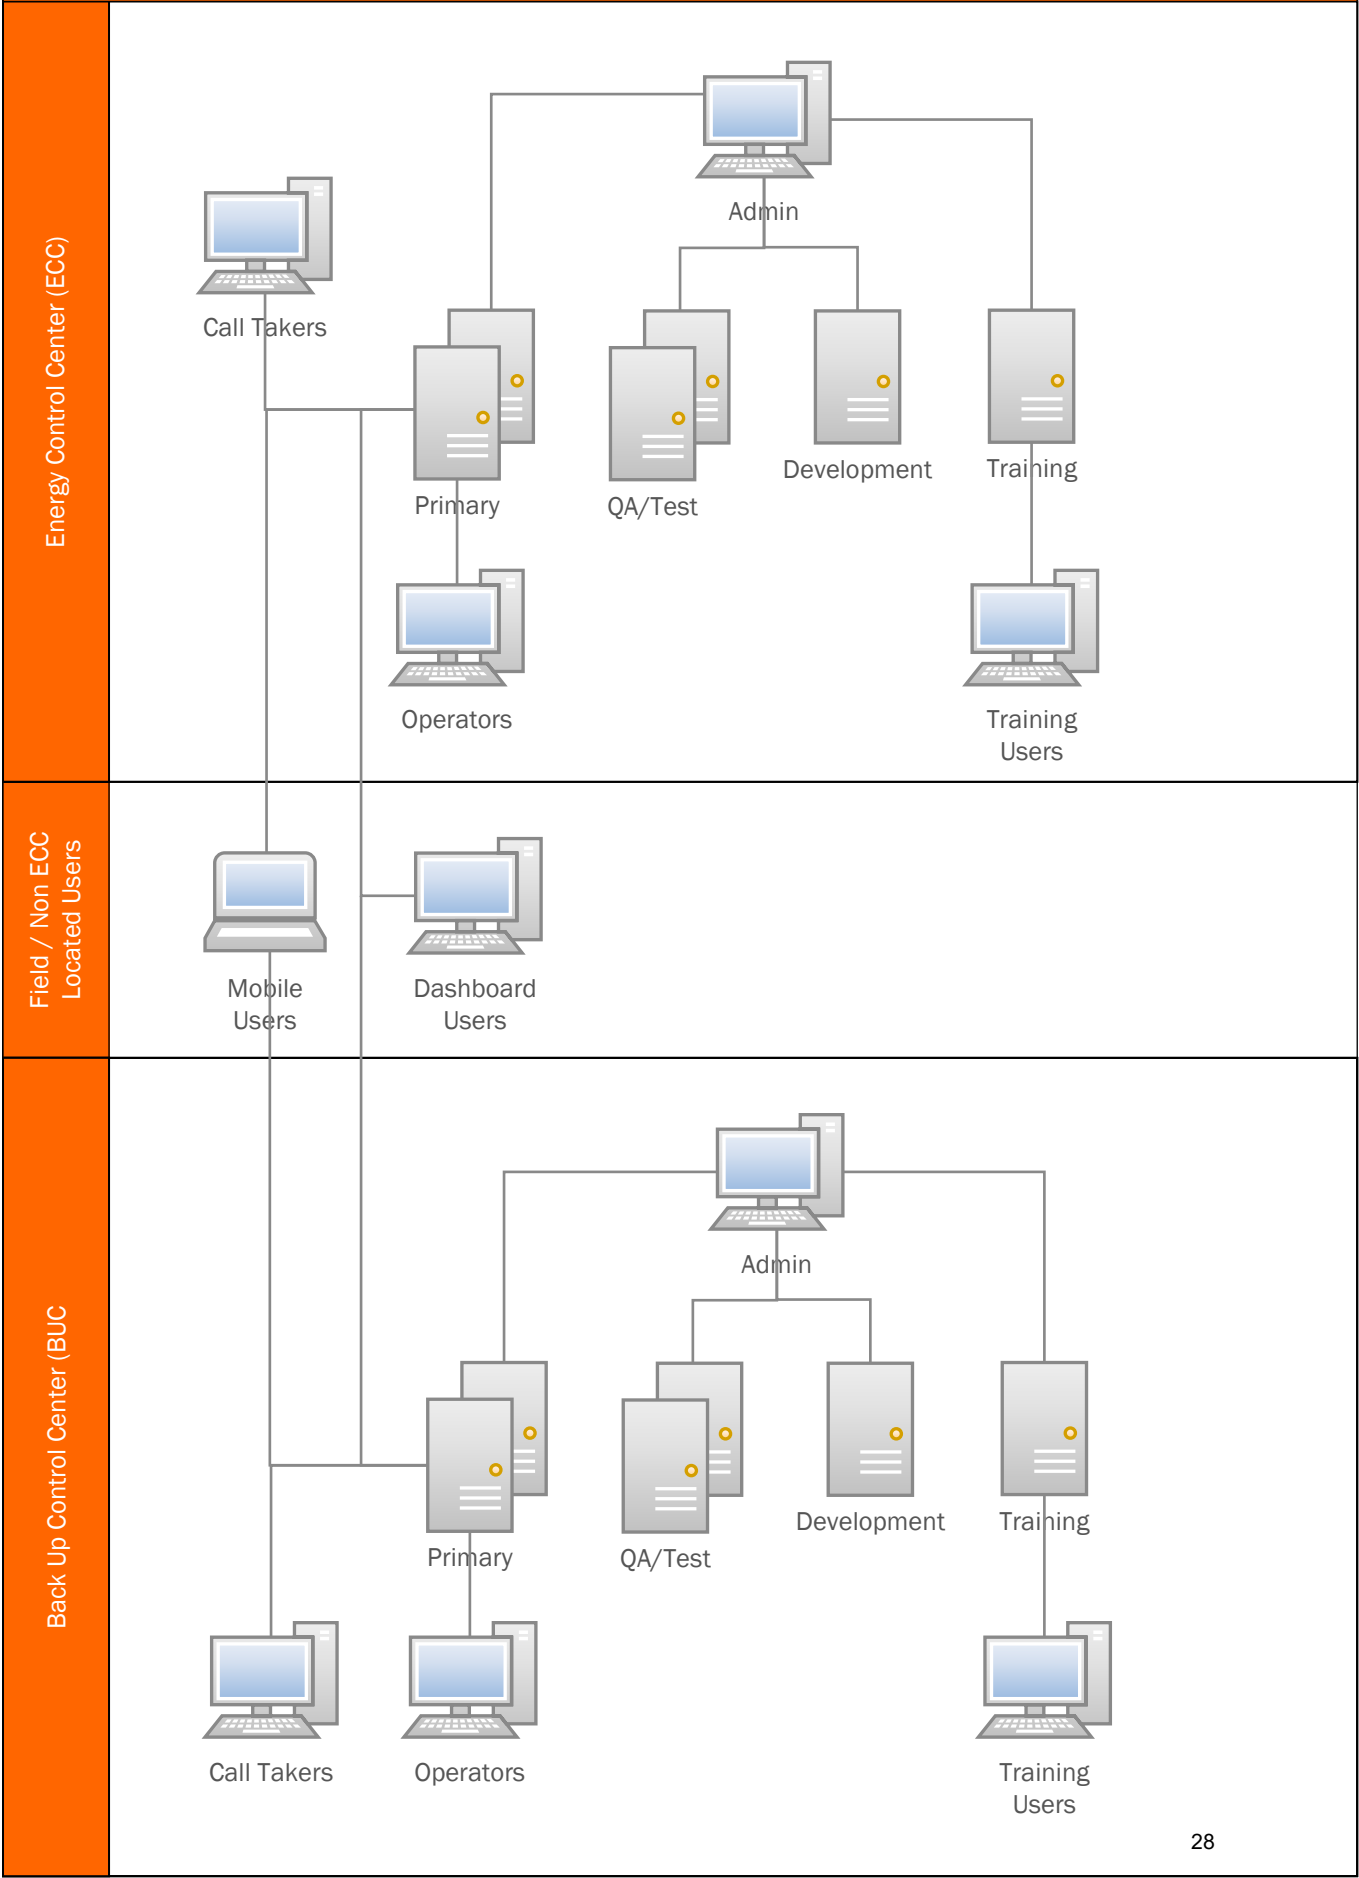 Energy Control Center (ECC)
Admin
Call Takers
Primary
QA/Test
Development
Training
Operators
Training
Users
Field / Non ECC
Located Users
Mobile
Users
Dashboard
Users
Back Up Control Center (BUC
Admin
Primary
QA/Test
Development
Training
Call Takers
Operators
Training
Users
28